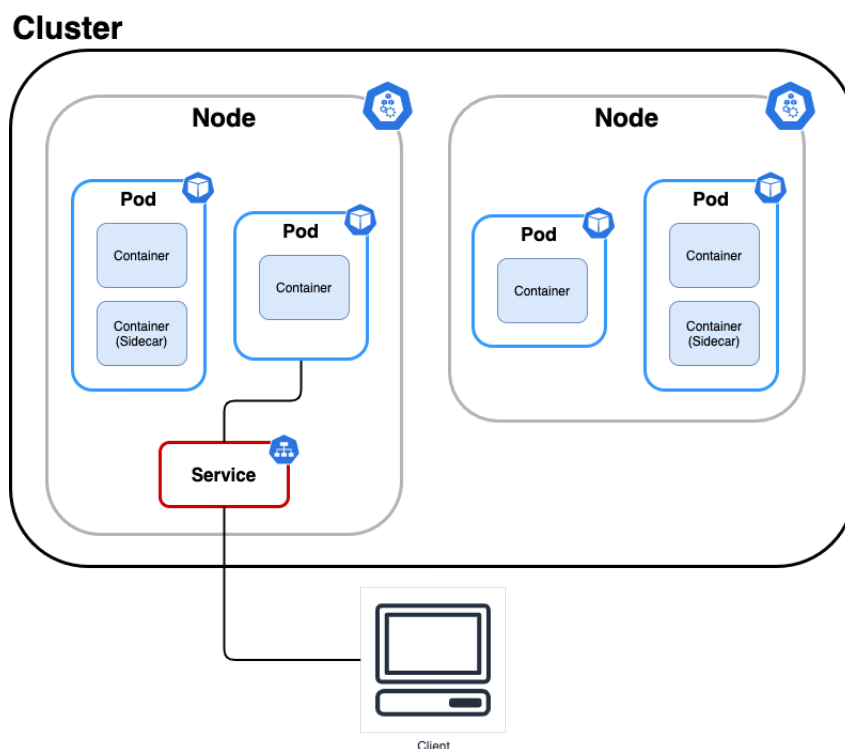 Cluster
Node
Pod
Container
Container
(Sidecar)
Pod
Container
Service
Node
Pod
Container
Pod
Container
Container
(Sidecar)
Client